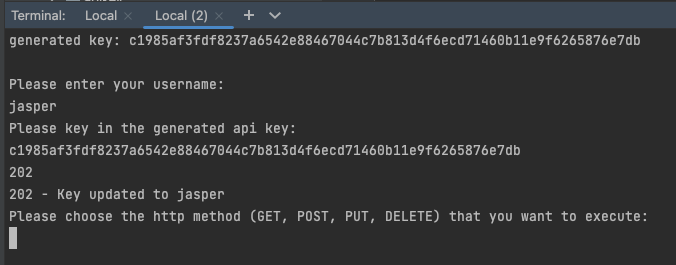 Terminal: Local × Local (2) × +
generated key: c1985af3fdf8237a6542e88467044c7b813d4f6ecd71460b11e9f6265876e7db
Please enter your username:
jasper
Please key in the generated api key:
c1985af3fdf8237a6542e88467044c7b813d4f6ecd71460b11e9f6265876e7db
202
202 - Key updated to jasper
Please choose the http method (GET, POST, PUT, DELETE) that you want to execute: